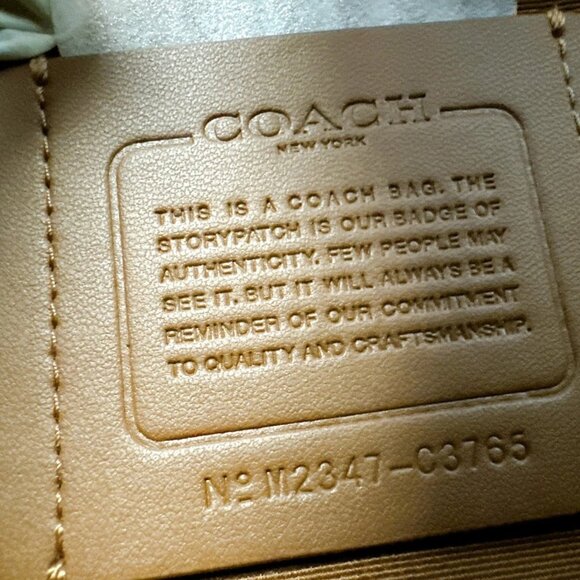 COACH
NEW YORK
THIS IS A COACH BAG. THE
STORYPATCH IS OUR BADGE OF
AUTHENTICITY. FEW PEOPLE MAY
SEE IT. BUT IT WILL ALWAYS BE A
REMINDER OF OUR COMMITMENT
TO QUALITY AND CRAFTSMANSHIP.
Nº M2347-C3765